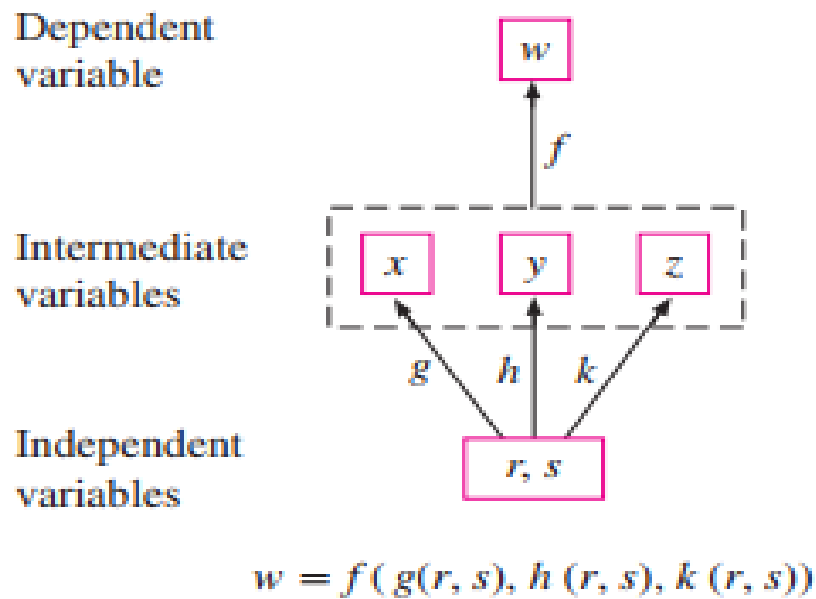 Dependent
variable
w
f
Intermediate
variables
x y z
g h k
Independent
variables
r, s
w = f( g(r, s), h (r, s), k (r, s))